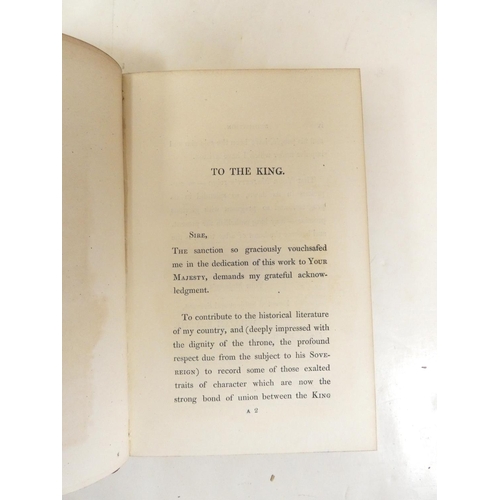 TO THE KING.
SIRE,
THE sanction so graciously vouchsafed
me in the dedication of this work to YOUR
MAJESTY, demands my grateful acknow-
ledgment.
To contribute to the historical literature
of my country, and (deeply impressed with
the dignity of the throne, the profound
respect due from the subject to his SOVE-
REIGN) to record some of those exalted
traits of character which are now the
strong bond of union between the KING
A 2